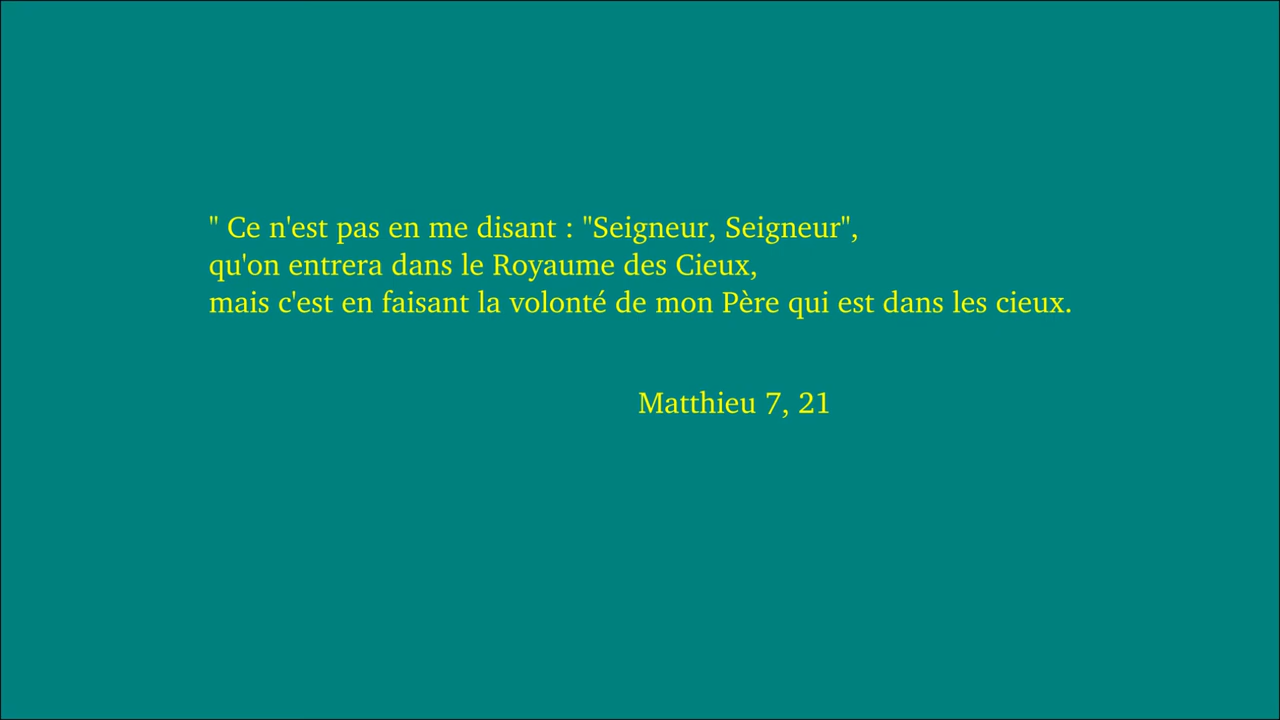 " Ce n'est pas en me disant : "Seigneur, Seigneur",
qu'on entrera dans le Royaume des Cieux,
mais c'est en faisant la volonté de mon Père qui est dans les cieux.
Matthieu 7, 21